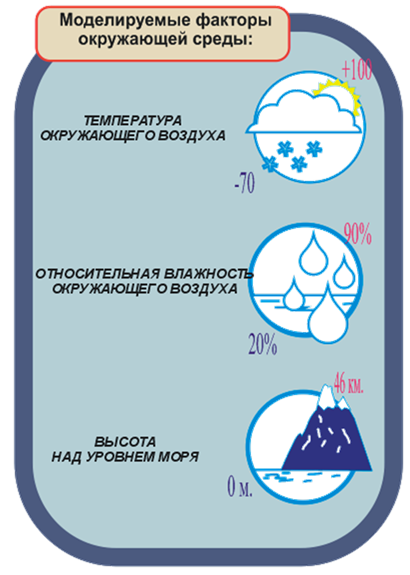 Моделируемые факторы
окружающей среды:
+100
ТЕМПЕРАТУРА
ОКРУЖАЮЩЕГО ВОЗДУХА
-70
90%
ОТНОСИТЕЛЬНАЯ ВЛАЖНОСТЬ
ОКРУЖАЮЩЕГО ВОЗДУХА
20%
46 км.
ВЫСОТА
НАД УРОВНЕМ МОРЯ
0 м.